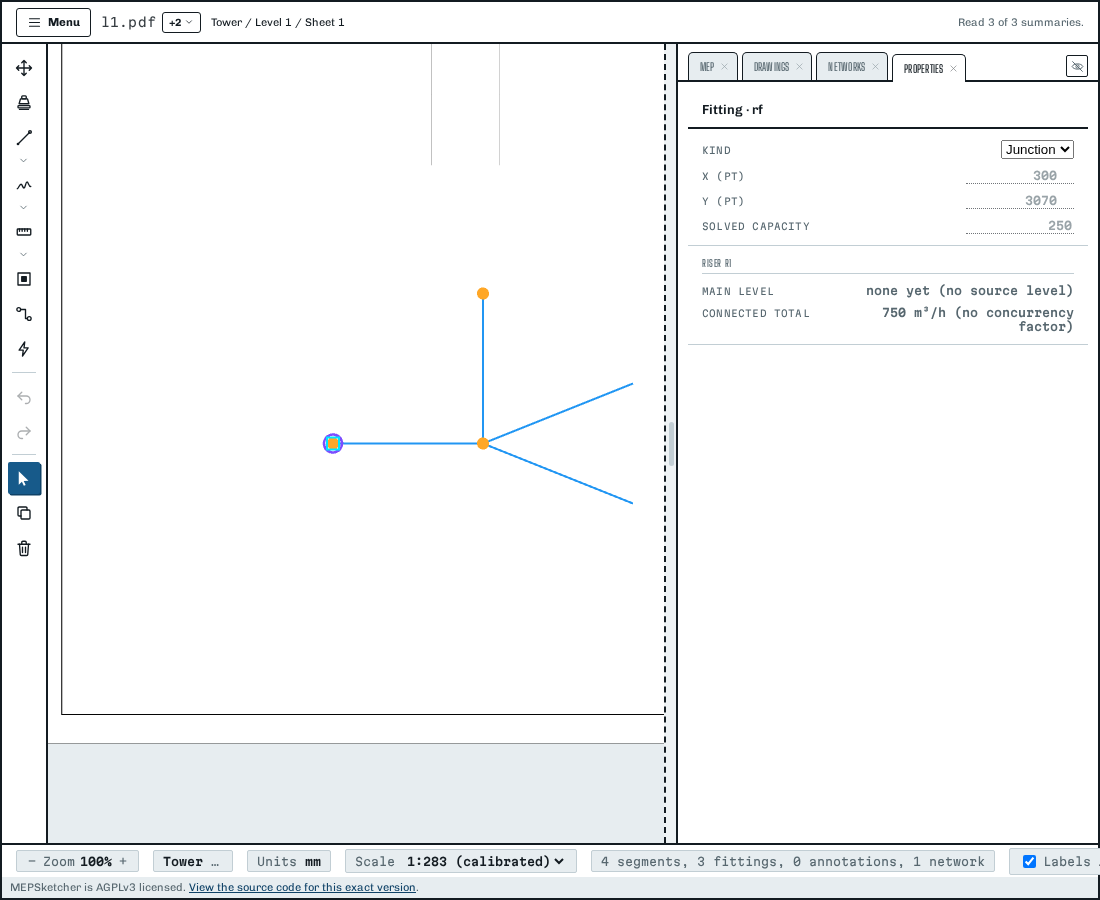 Menu
l1.pdf
+2
Tower / Level 1 / Sheet 1
Read 3 of 3 summaries.
MEP
DRAWINGS
NETWORKS
PROPERTIES
Fitting · rf
KIND
Junction
X (PT)
300
Y (PT)
3070
SOLVED CAPACITY
250
RISER R1
MAIN LEVEL
none yet (no source level)
CONNECTED TOTAL
750 m³/h (no concurrency
factor)
− Zoom 100% +
Tower …
Units mm
Scale 1:283 (calibrated)
4 segments, 3 fittings, 0 annotations, 1 network
Labels
MEPSketcher is AGPLv3 licensed. View the source code for this exact version.